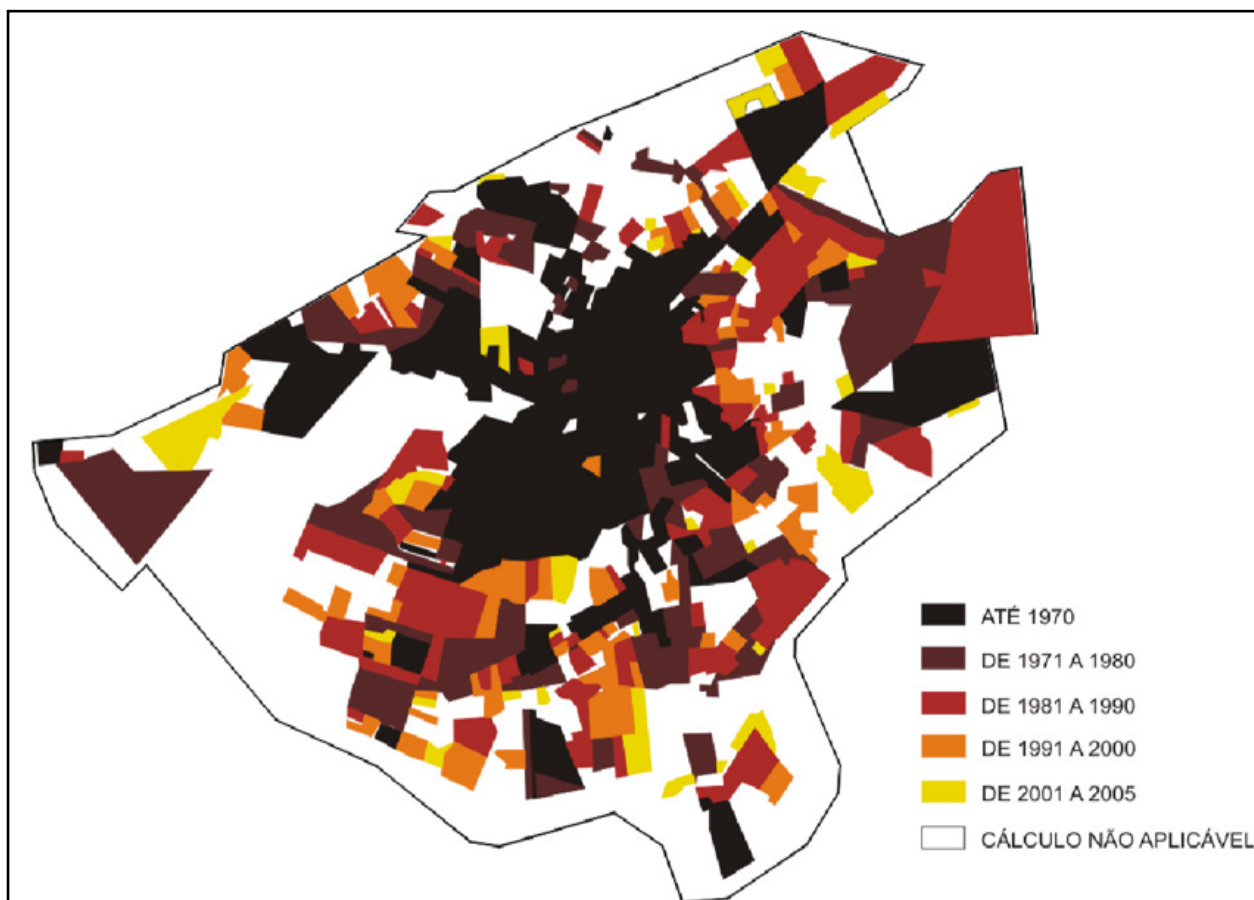 ATÉ 1970
DE 1971 A 1980
DE 1981 A 1990
DE 1991 A 2000
DE 2001 A 2005
CÁLCULO NÃO APLICÁVEL